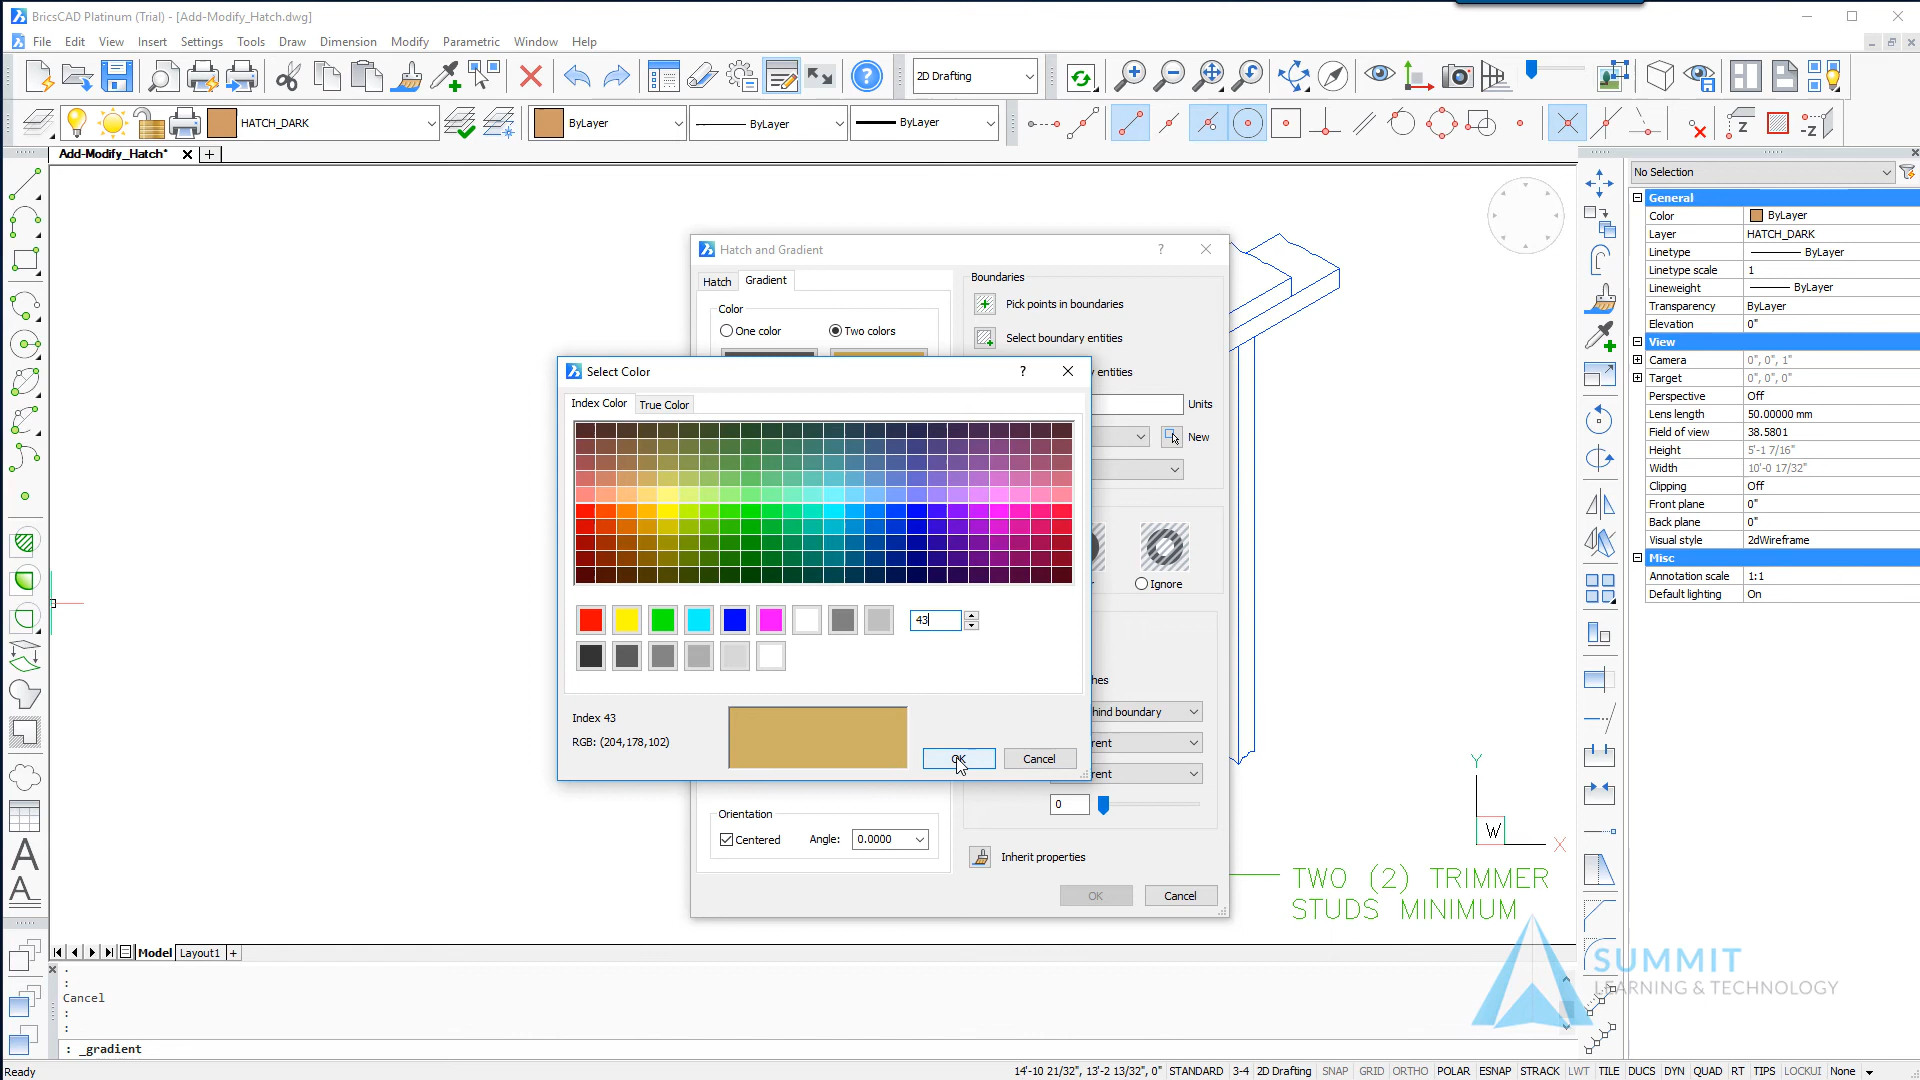 BricsCAD Platinum (Trial) - [Add-Modify_Hatch.dwg]
File Edit View Insert Settings Tools Draw Dimension Modify Parametric Window Help
2D Drafting
HATCH_DARK ByLayer ByLayer ByLayer
Add-Modify_Hatch*
No Selection
General
Color ByLayer
Layer HATCH_DARK
Linetype ByLayer
Linetype scale 1
Lineweight ByLayer
Transparency ByLayer
Elevation 0"
View
Camera 0", 0", 1"
Target 0", 0", 0"
Perspective Off
Lens length 50.00000 mm
Field of view 38.5801
Height 5'-1 7/16"
Width 10'-0 17/32"
Clipping Off
Front plane 0"
Back plane 0"
Visual style 2dWireframe
Misc
Annotation scale 1:1
Default lighting On
Hatch and Gradient
Hatch Gradient
Color
One color Two colors
Boundaries
Pick points in boundaries
Select boundary entities
entities
Units
New
Ignore
hes
hind boundary
rent
rent
0
Orientation
Centered Angle: 0.0000
Inherit properties
OK Cancel
Select Color
Index Color True Color
43
Index 43
RGB: (204,178,102)
OK Cancel
Y
W X
TWO (2) TRIMMER
STUDS MINIMUM
SUMMIT
LEARNING & TECHNOLOGY
Model Layout1
:
:
Cancel
:
:
: _gradient
Ready 14'-10 21/32", 13'-2 13/32", 0" STANDARD 3-4 2D Drafting SNAP GRID ORTHO POLAR ESNAP STRACK LWT TILE DUCS DYN QUAD RT TIPS LOCKUI None